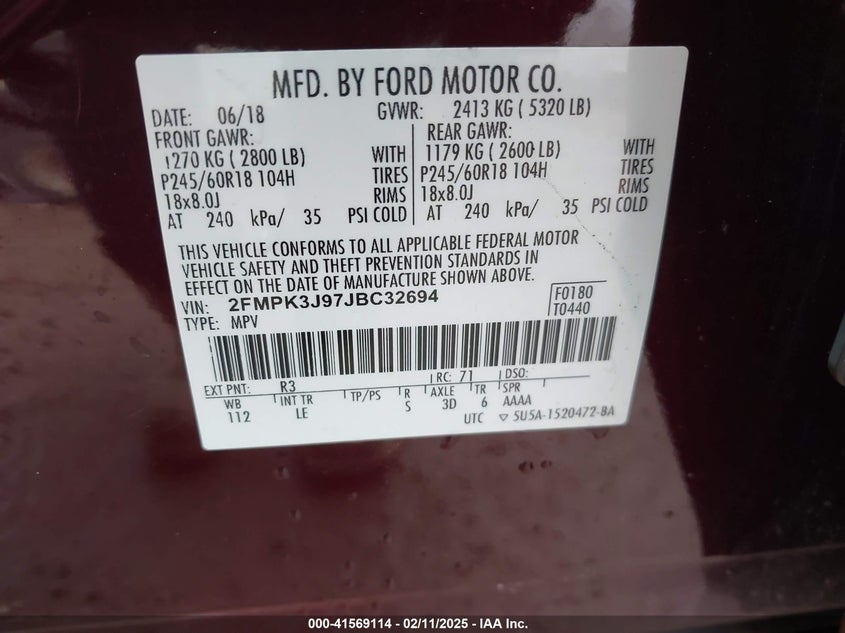 MFD. BY FORD MOTOR CO.
DATE: 06/18 GVWR: 2413 KG ( 5320 LB)
FRONT GAWR: REAR GAWR:
1270 KG ( 2800 LB) WITH 1179 KG ( 2600 LB) WITH
P245/60R18 104H TIRES P245/60R18 104H TIRES
18x8.0J RIMS 18x8.0J RIMS
AT 240 kPa/ 35 PSI COLD AT 240 kPa/ 35 PSI COLD
THIS VEHICLE CONFORMS TO ALL APPLICABLE FEDERAL MOTOR
VEHICLE SAFETY AND THEFT PREVENTION STANDARDS IN
EFFECT ON THE DATE OF MANUFACTURE SHOWN ABOVE.
VIN: 2FMPK3J97JBC32694 F0180
TYPE: MPV T0440
EXT PNT: R3 RC: 71 DSO:
WB INT TR TP/PS R AXLE TR SPR
112 LE S 3D 6 AAAA
UTC ▽ 5U5A-1520472-BA
000-41569114 - 02/11/2025 - IAA Inc.